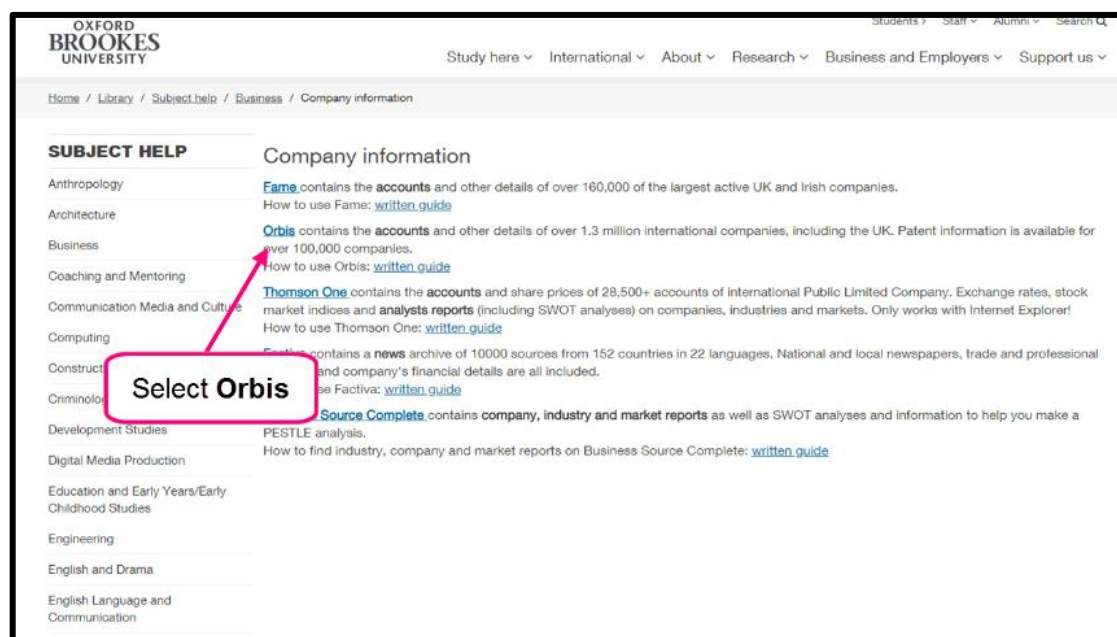 OXFORD
BROOKES
UNIVERSITY
Students Staff Alumni Search
Study here International About Research Business and Employers Support us
Home / Library / Subject help / Business / Company information
SUBJECT HELP
Anthropology
Architecture
Business
Coaching and Mentoring
Communication Media and Culture
Computing
Construct
Criminolo
Development Studies
Digital Media Production
Education and Early Years/Early
Childhood Studies
Engineering
English and Drama
English Language and
Communication
Company information
Fame contains the accounts and other details of over 160,000 of the largest active UK and Irish companies.
How to use Fame: written guide
Orbis contains the accounts and other details of over 1.3 million international companies, including the UK. Patent information is available for
over 100,000 companies.
How to use Orbis: written guide
Thomson One contains the accounts and share prices of 28,500+ accounts of international Public Limited Company. Exchange rates, stock
market indices and analysts reports (including SWOT analyses) on companies, industries and markets. Only works with Internet Explorer!
How to use Thomson One: written guide
contains a news archive of 10000 sources from 152 countries in 22 languages. National and local newspapers, trade and professional
and company's financial details are all included.
se Factiva: written guide
Source Complete contains company, industry and market reports as well as SWOT analyses and information to help you make a
PESTLE analysis.
How to find industry, company and market reports on Business Source Complete: written guide
Select Orbis